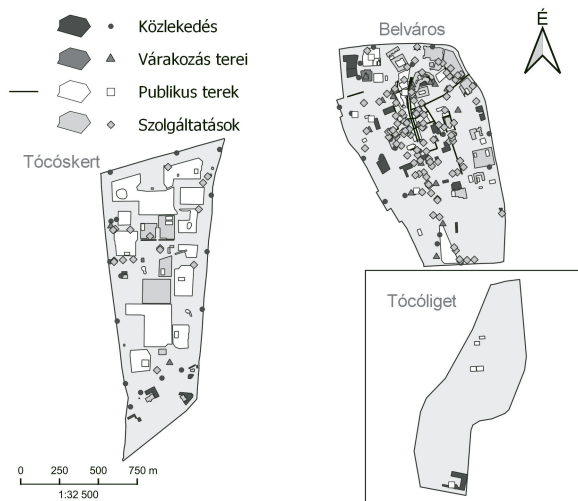 Közlekedés
Várakozás terei
Publikus terek
Szolgáltatások
Tócóskert
Belváros
É
Tócóliget
0 250 500 750 m
1:32 500